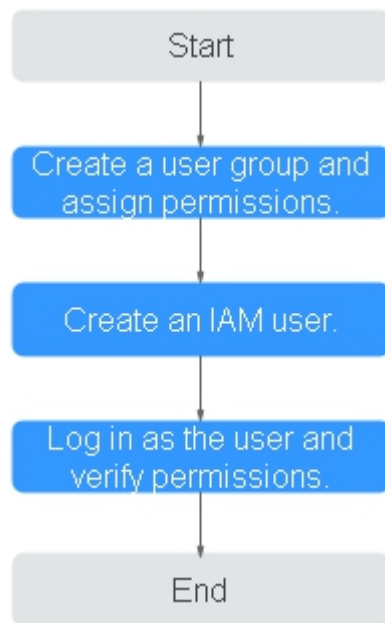 Start
Create a user group and
assign permissions.
Create an IAM user.
Log in as the user and
verify permissions.
End